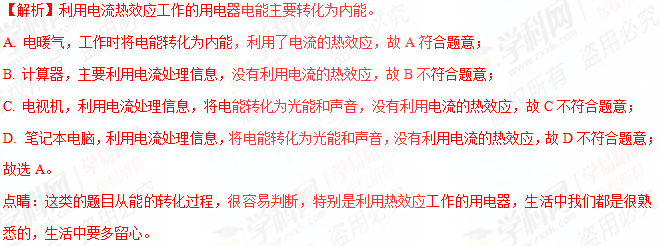 【解析】利用电流热效应工作的用电器电能主要转化为内能。
A. 电暖气，工作时将电能转化为内能，利用了电流的热效应，故 A 符合题意；
B. 计算器，主要利用电流处理信息，没有利用电流的热效应，故 B 不符合题意；
C. 电视机，利用电流处理信息，将电能转化为光能和声音，没有利用电流的热效应，故 C 不符合题意；
D. 笔记本电脑，利用电流处理信息，将电能转化为光能和声音，没有利用电流的热效应，故 D 不符合题意；
故选 A。
点睛：这类的题目从能的转化过程，很容易判断，特别是利用热效应工作的用电器，生活中我们都是很熟
悉的，生活中要多留心。